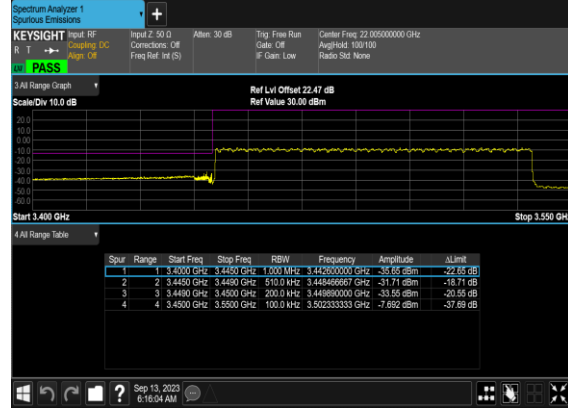 Spectrum Analyzer 1
Spurious Emissions
+
KEYSIGHT Input: RF
R T Coupling: DC
Align: Off
Input Z: 50 Ω
Corrections: Off
Freq Ref: Int (S)
Atten: 30 dB
Trig: Free Run
Gate: Off
IF Gain: Low
Center Freq: 22.005000000 GHz
Avg|Hold: 100/100
Radio Std: None
PASS
3 All Range Graph
Scale/Div 10.0 dB
Ref Lvl Offset 22.47 dB
Ref Value 30.00 dBm
20.0
10.0
0.00
-10.0
-20.0
-30.0
-40.0
-50.0
-60.0
Start 3.400 GHz Stop 3.550 GHz
4 All Range Table
Spur Range Start Freq Stop Freq RBW Frequency Amplitude ΔLimit
1 1 3.4000 GHz 3.4450 GHz 1.000 MHz 3.442600000 GHz -35.65 dBm -22.65 dB
2 2 3.4450 GHz 3.4490 GHz 510.0 kHz 3.448466667 GHz -31.71 dBm -18.71 dB
3 3 3.4490 GHz 3.4500 GHz 200.0 kHz 3.449890000 GHz -33.55 dBm -20.55 dB
4 4 3.4500 GHz 3.5500 GHz 100.0 kHz 3.502333333 GHz -7.692 dBm -37.69 dB
? Sep 13, 2023
6:16:04 AM